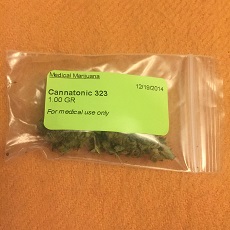 Medical Marijuana
12/19/2014
Cannatonic 323
1.00 GR
For medical use only